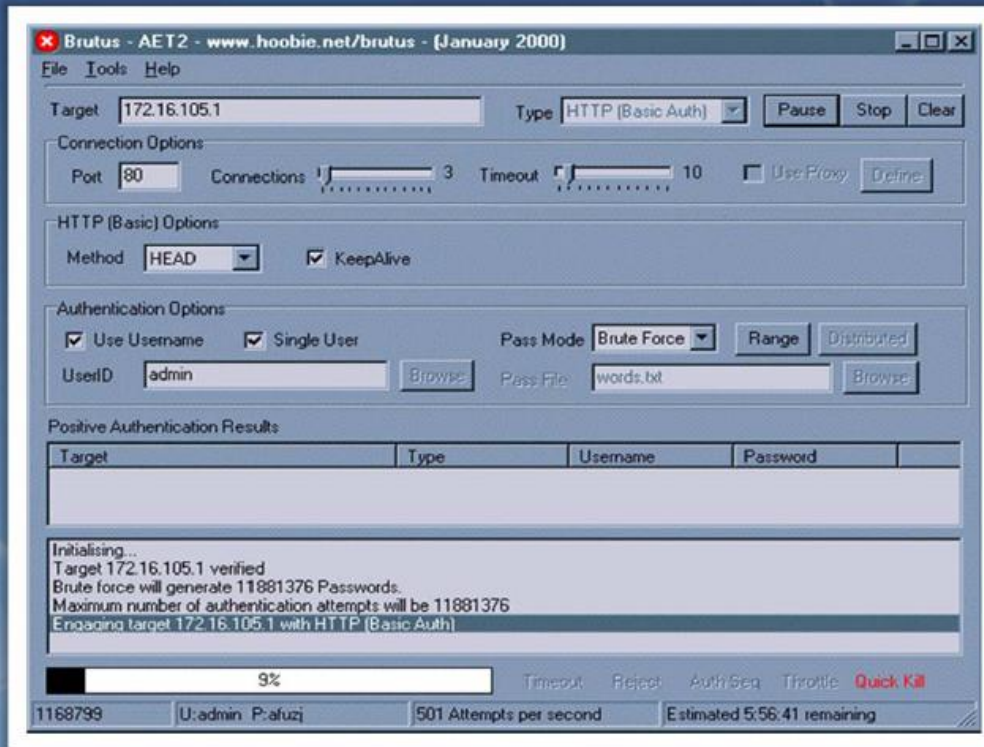 Brutus - AET2 - www.hoobie.net/brutus - (January 2000)
File Tools Help
Target 172.16.105.1 Type HTTP (Basic Auth) Pause Stop Clear
Connection Options
Port 80 Connections 3 Timeout 10 Use Proxy Define
HTTP (Basic) Options
Method HEAD KeepAlive
Authentication Options
Use Username Single User Pass Mode Brute Force Range Distributed
UserID admin Browse Pass File words.txt Browse
Positive Authentication Results
Target Type Username Password
Initialising...
Target 172.16.105.1 verified
Brute force will generate 11881376 Passwords.
Maximum number of authentication attempts will be 11881376
Engaging target 172.16.105.1 with HTTP (Basic Auth)
9% Timeout Reject Auth Seq Throttle Quick Kill
1168799 U:admin P:afuzj 501 Attempts per second Estimated 5:56:41 remaining